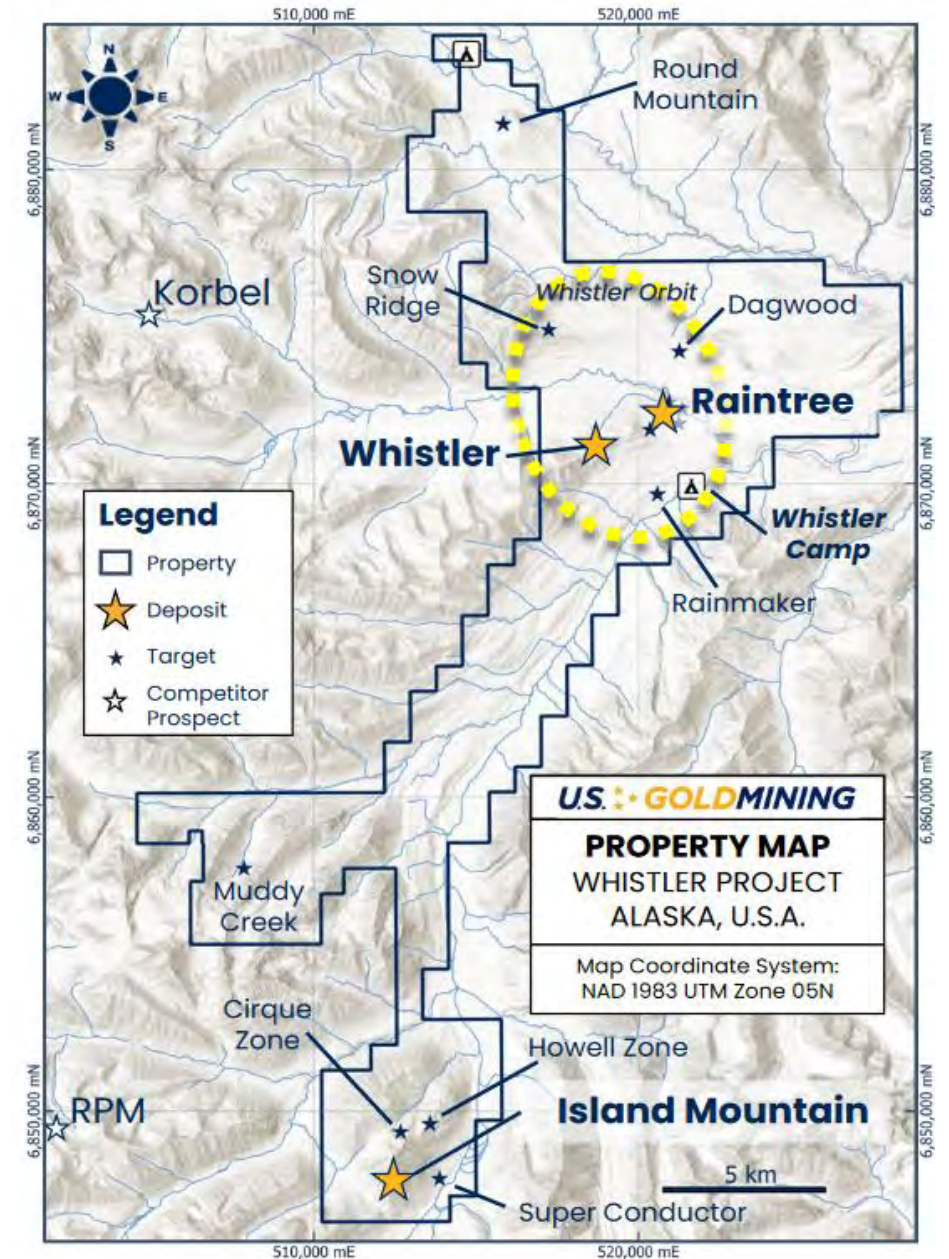 510,000 mE
520,000 mE
N
W
E
S
Round
Mountain
6,880,000 mN
6,880,000 mN
Snow
Ridge
Korbel
Whistler Orbit
Dagwood
Raintree
Whistler
6,870,000 mN
6,870,000 mN
Whistler
Camp
Rainmaker
Legend
Property
Deposit
Target
Competitor
Prospect
6,860,000 mN
6,860,000 mN
U.S. GOLDMINING
PROPERTY MAP
WHISTLER PROJECT
ALASKA, U.S.A.
Map Coordinate System:
NAD 1983 UTM Zone 05N
Muddy
Creek
Cirque
Zone
Howell Zone
6,850,000 mN
6,850,000 mN
RPM
Island Mountain
5 km
Super Conductor
510,000 mE
520,000 mE